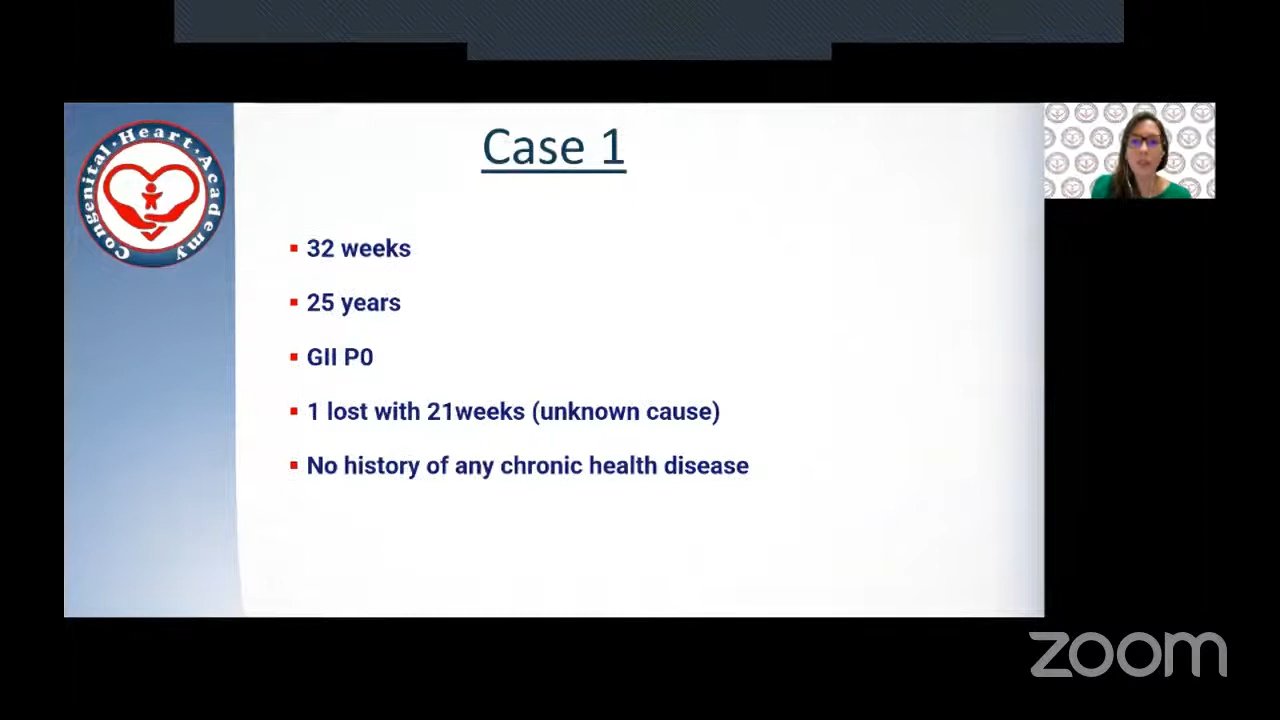 Case 1
Congenital·Heart·Academy
▪ 32 weeks
▪ 25 years
▪ GII P0
▪ 1 lost with 21weeks (unknown cause)
▪ No history of any chronic health disease
zoom